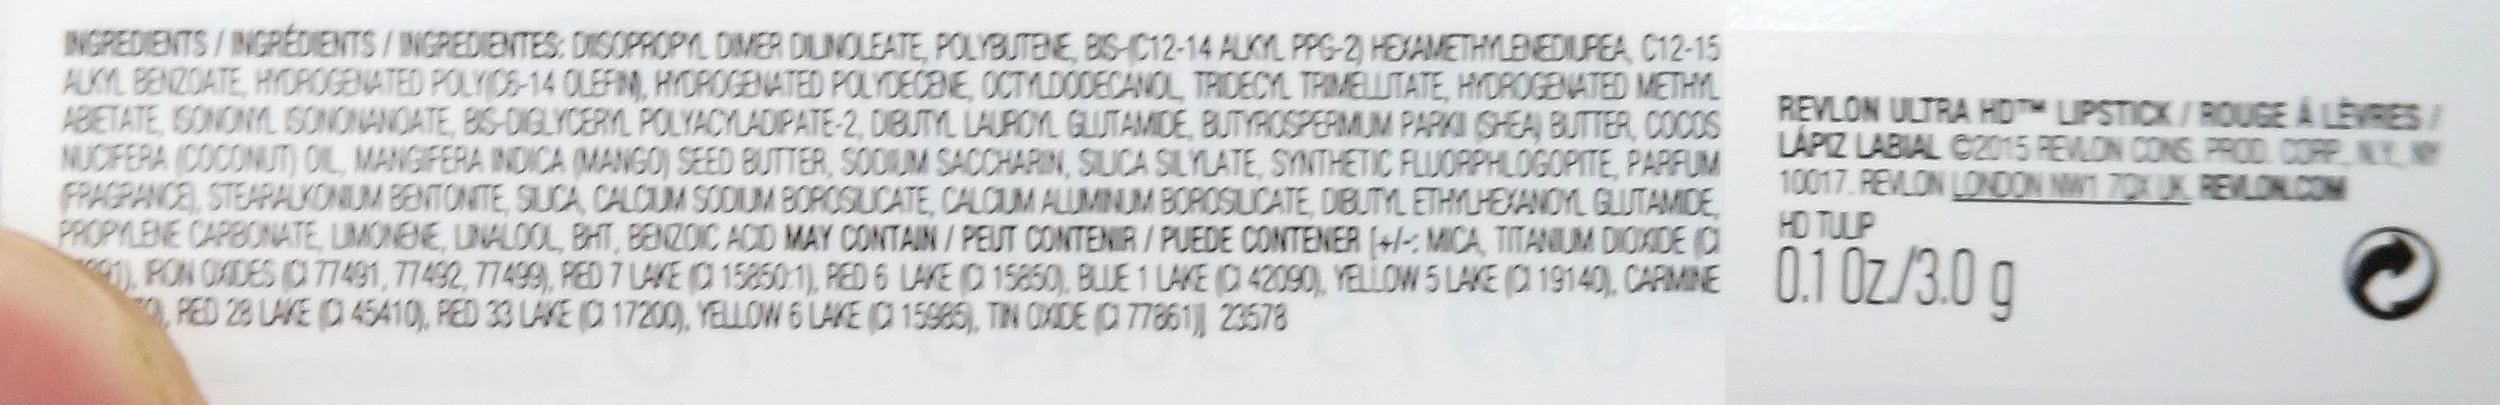 INGREDIENTS / INGRÉDIENTS / INGREDIENTES: DIISOPROPYL DIMER DILINOLEATE, POLYBUTENE, BIS-(C12-14 ALKYL PPG-2) HEXAMETHYLENEDIUREA, C12-15
ALKYL BENZOATE, HYDROGENATED POLY(C6-14 OLEFIN), HYDROGENATED POLYDECENE, OCTYLDODECANOL, TRIDECYL TRIMELLITATE, HYDROGENATED METHYL
ABIETATE, ISONONYL ISONONANOATE, BIS-DIGLYCERYL POLYACYLADIPATE-2, DIBUTYL LAUROYL GLUTAMIDE, BUTYROSPERMUM PARKII (SHEA) BUTTER, COCOS
NUCIFERA (COCONUT) OIL, MANGIFERA INDICA (MANGO) SEED BUTTER, SODIUM SACCHARIN, SILICA SILYLATE, SYNTHETIC FLUORPHLOGOPITE, PARFUM
(FRAGRANCE), STEARALKONIUM BENTONITE, SILICA, CALCIUM SODIUM BOROSILICATE, CALCIUM ALUMINUM BOROSILICATE, DIBUTYL ETHYLHEXANOYL GLUTAMIDE,
PROPYLENE CARBONATE, LIMONENE, LINALOOL, BHT, BENZOIC ACID MAY CONTAIN / PEUT CONTENIR / PUEDE CONTENER [+/-: MICA, TITANIUM DIOXIDE (CI
IRON OXIDES (CI 77491, 77492, 77499), RED 7 LAKE (CI 15850:1), RED 6 LAKE (CI 15850), BLUE 1 LAKE (CI 42090), YELLOW 5 LAKE (CI 19140), CARMINE
RED 28 LAKE (CI 45410), RED 33 LAKE (CI 17200), YELLOW 6 LAKE (CI 15985), TIN OXIDE (CI 77861)] 23578
REVLON ULTRA HD™ LIPSTICK / ROUGE À LÈVRES /
LÁPIZ LABIAL ©2015 REVLON CONS. PROD. CORP. N.Y., NY
10017. REVLON LONDON NW1 7QX UK. REVLON.COM
HD TULIP
0.1 Oz./3.0 g